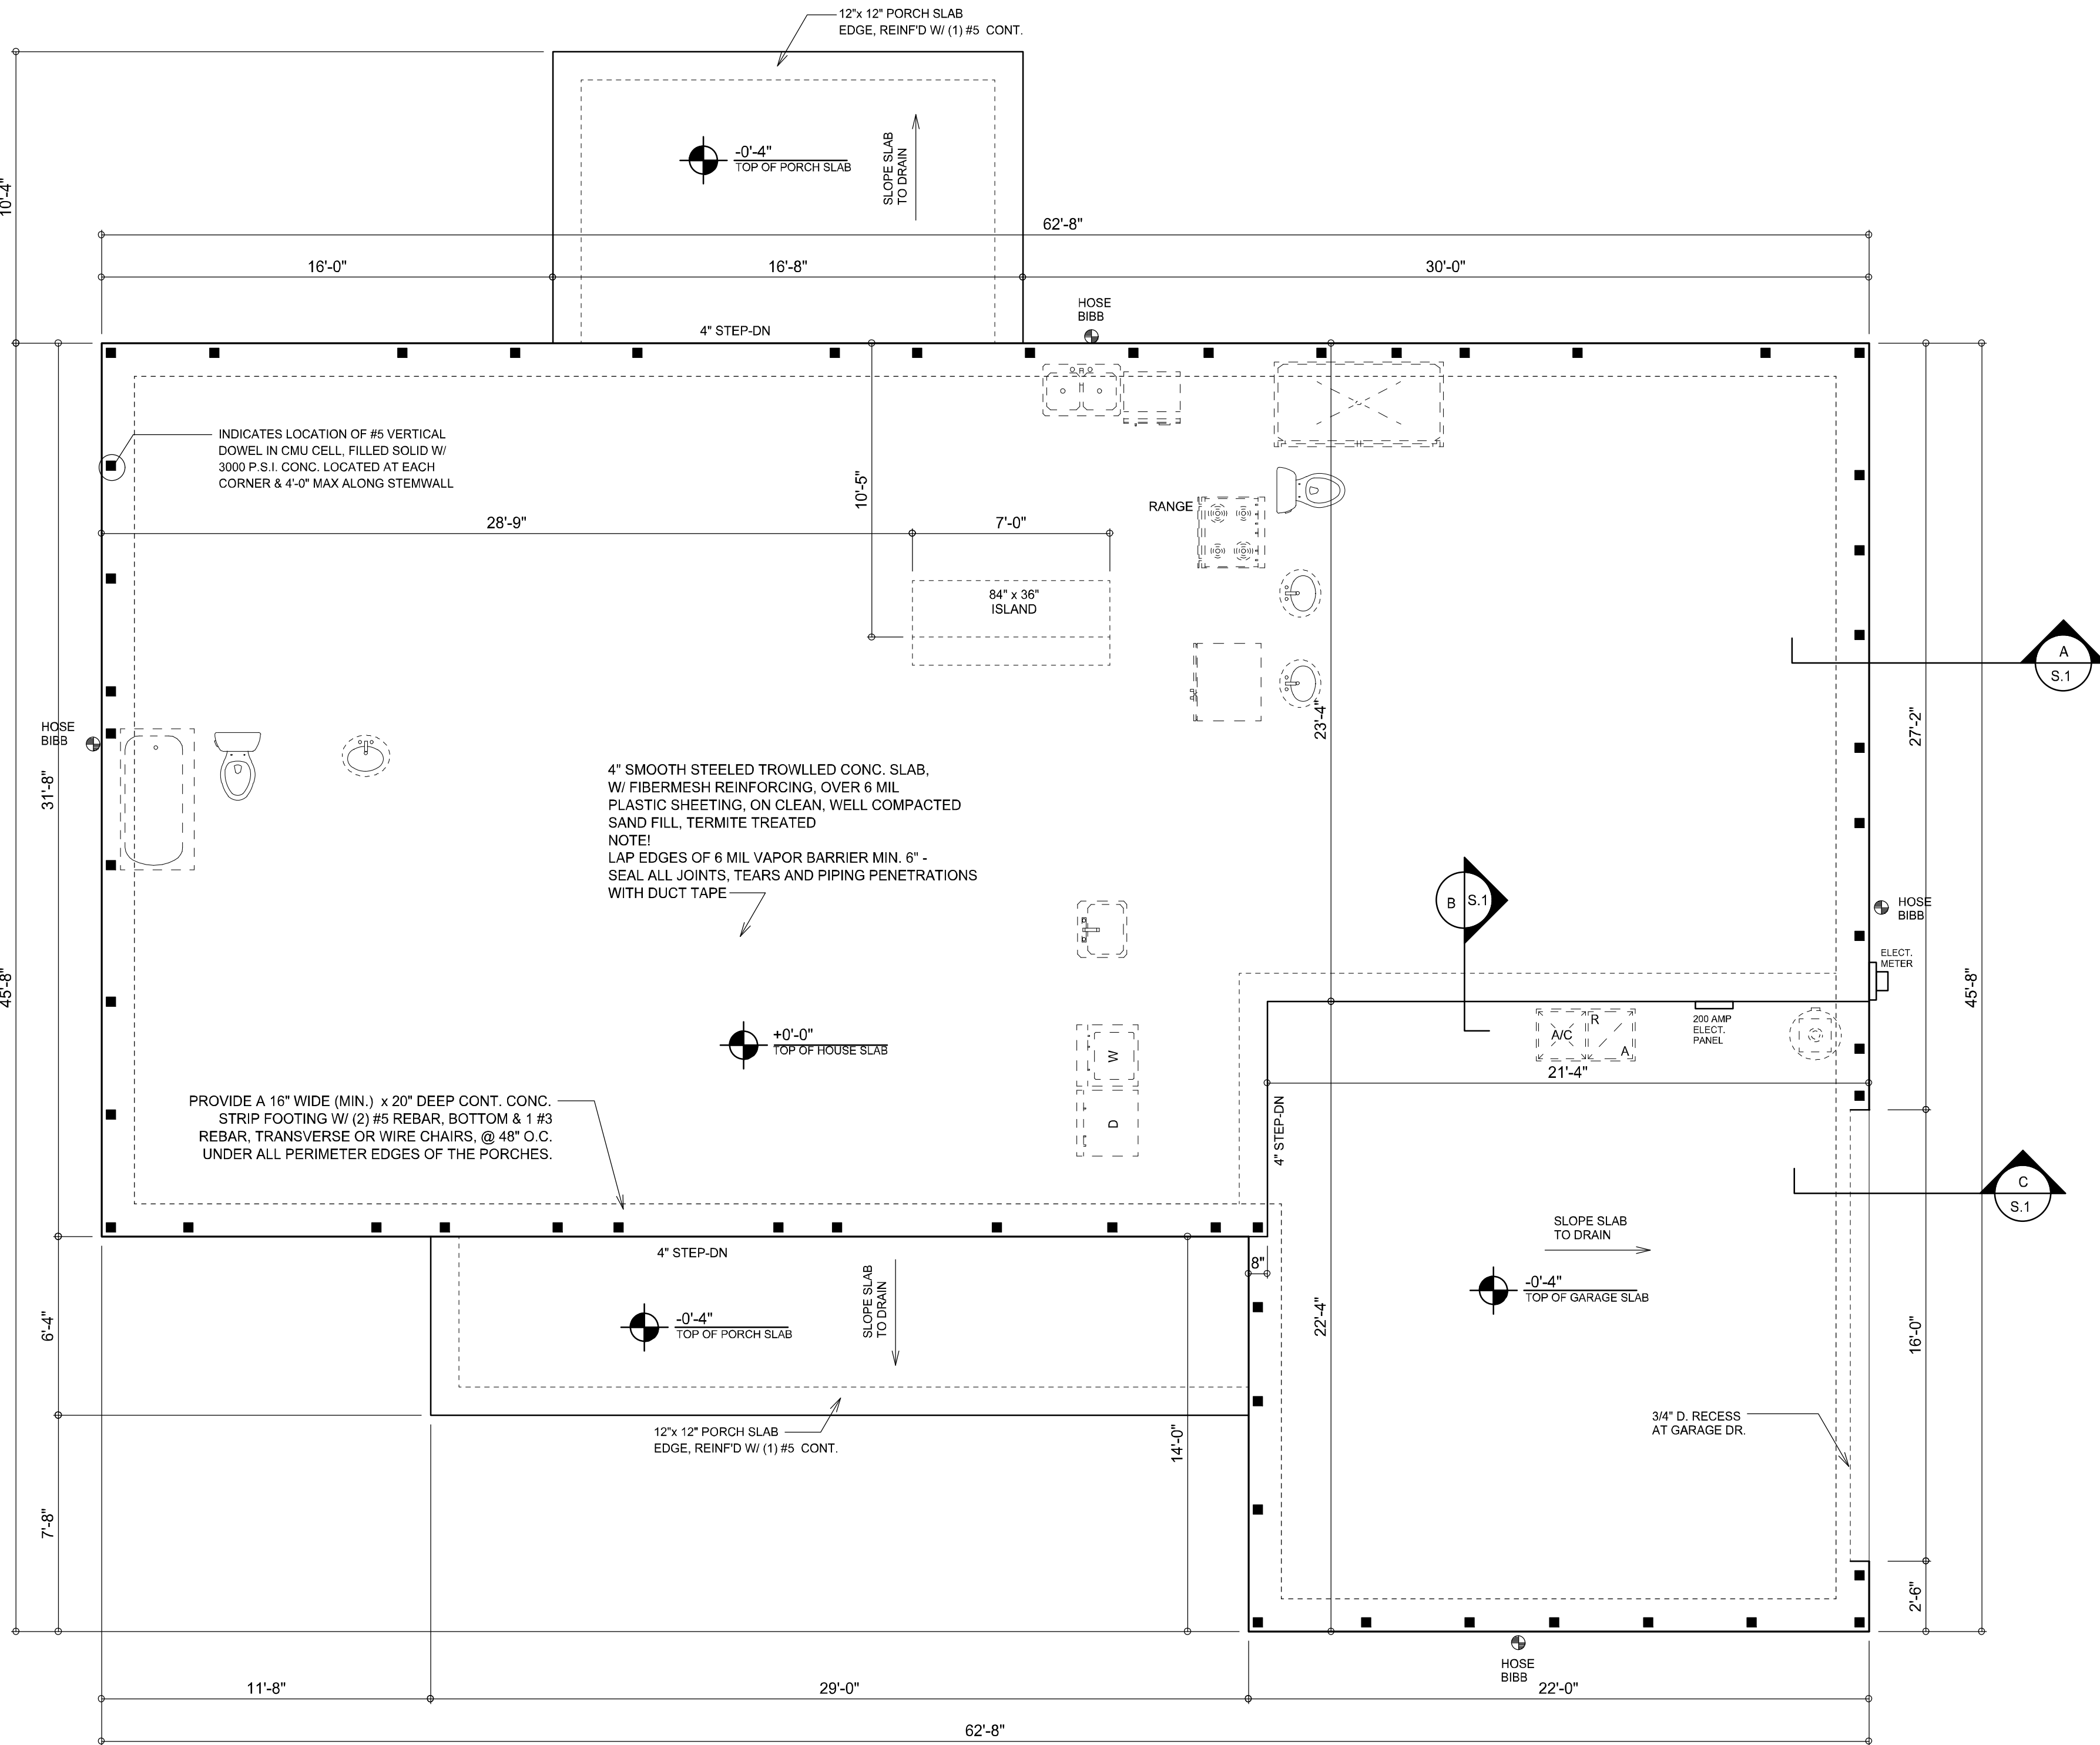 12"x 12" PORCH SLAB
EDGE, REINF'D W/ (1) #5  CONT.
-0'-4"
TOP OF PORCH SLAB
SLOPE SLAB
TO DRAIN
10'-4"
62'-8"
16'-0"
16'-8"
30'-0"
HOSE
BIBB
4" STEP-DN
INDICATES LOCATION OF #5 VERTICAL
DOWEL IN CMU CELL, FILLED SOLID W/
3000 P.S.I. CONC. LOCATED AT EACH
CORNER & 4'-0" MAX ALONG STEMWALL
10'-5"
RANGE
28'-9"
7'-0"
84" x 36"
ISLAND
A
S.1
23'-4"
27'-2"
HOSE
BIBB
31'-8"
4" SMOOTH STEELED TROWLLED CONC. SLAB,
W/ FIBERMESH REINFORCING, OVER 6 MIL
PLASTIC SHEETING, ON CLEAN, WELL COMPACTED
SAND FILL, TERMITE TREATED
NOTE!
LAP EDGES OF 6 MIL VAPOR BARRIER MIN. 6" -
SEAL ALL JOINTS, TEARS AND PIPING PENETRATIONS
WITH DUCT TAPE
B
S.1
HOSE
BIBB
ELECT.
METER
45'-8"
45'-8"
+0'-0"
TOP OF HOUSE SLAB
W
D
A/C
R
A
200 AMP
ELECT.
PANEL
21'-4"
PROVIDE A 16" WIDE (MIN.)  x 20" DEEP CONT. CONC.
STRIP FOOTING W/ (2) #5 REBAR, BOTTOM & 1 #3
REBAR, TRANSVERSE OR WIRE CHAIRS, @ 48" O.C.
UNDER ALL PERIMETER EDGES OF THE PORCHES.
4" STEP-DN
C
S.1
4" STEP-DN
SLOPE SLAB
TO DRAIN
8"
SLOPE SLAB
TO DRAIN
-0'-4"
TOP OF GARAGE SLAB
6'-4"
-0'-4"
TOP OF PORCH SLAB
22'-4"
16'-0"
12"x 12" PORCH SLAB
EDGE, REINF'D W/ (1) #5  CONT.
14'-0"
3/4" D. RECESS
AT GARAGE DR.
7'-8"
2'-6"
HOSE
BIBB
11'-8"
29'-0"
22'-0"
62'-8"